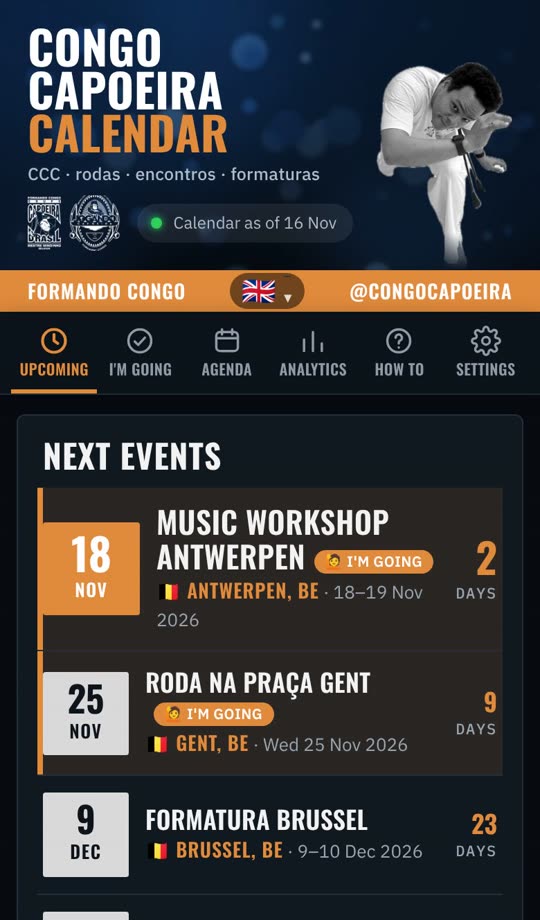 CONGO
CAPOEIRA
CALENDAR
CCC · rodas · encontros · formaturas
CAPOEIRA
BRASIL
Calendar as of 16 Nov
FORMANDO CONGO
@CONGOCAPOEIRA
UPCOMING
I'M GOING
AGENDA
ANALYTICS
HOW TO
SETTINGS
NEXT EVENTS
18
NOV
MUSIC WORKSHOP
ANTWERPEN 🙋 I'M GOING
🇧🇪 ANTWERPEN, BE · 18–19 Nov
2026
2
DAYS
25
NOV
RODA NA PRAÇA GENT
🙋 I'M GOING
🇧🇪 GENT, BE · Wed 25 Nov 2026
9
DAYS
9
DEC
FORMATURA BRUSSEL
🇧🇪 BRUSSEL, BE · 9–10 Dec 2026
23
DAYS